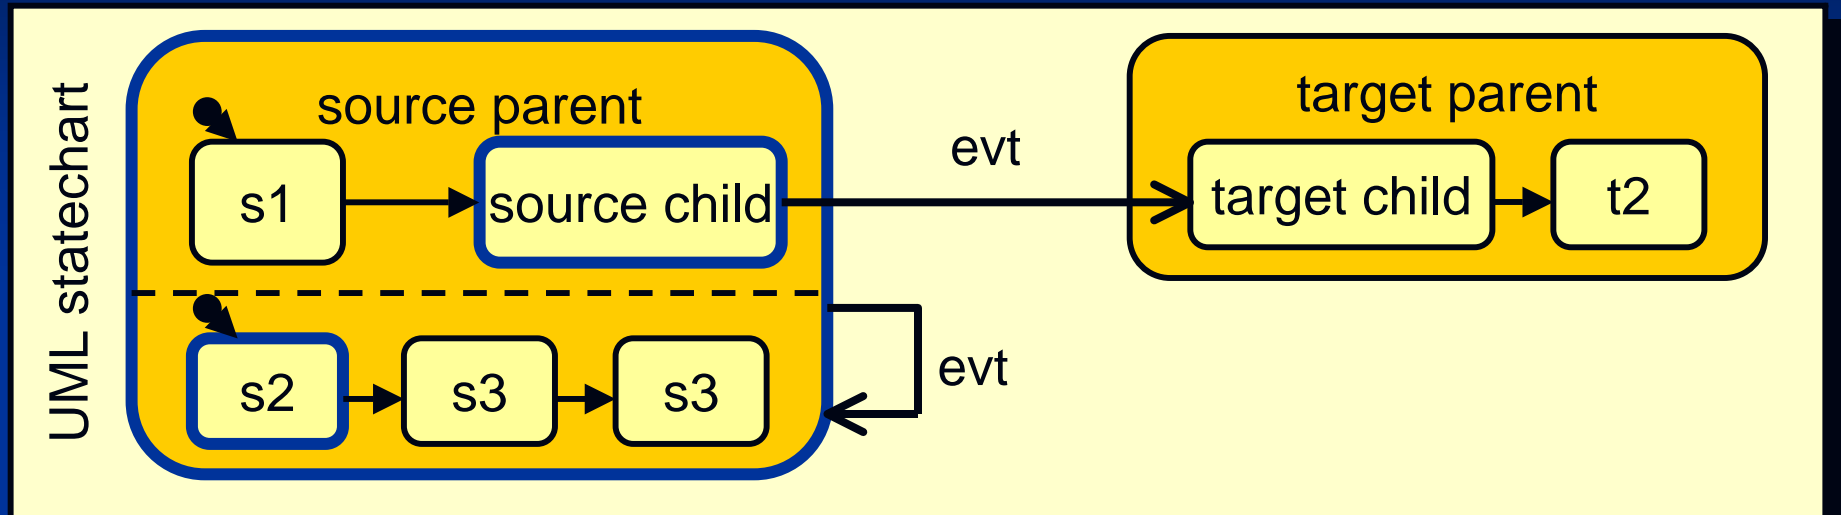 UML statechart
source parent
s1
source child
s2
s3
s3
evt
evt
target parent
target child
t2